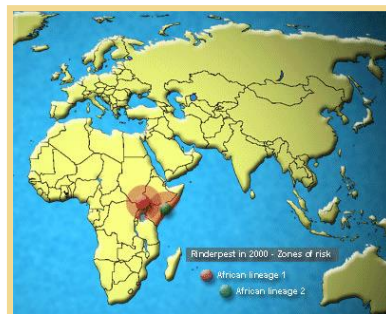 Rinderpest in 2000 - Zones of risk
African lineage 1
African lineage 2